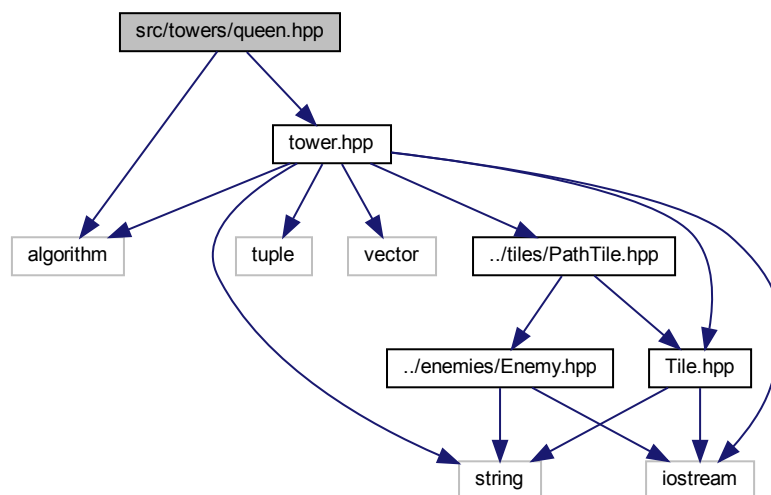 src/towers/queen.hpp
tower.hpp
algorithm
tuple
vector
../tiles/PathTile.hpp
../enemies/Enemy.hpp
Tile.hpp
string
iostream